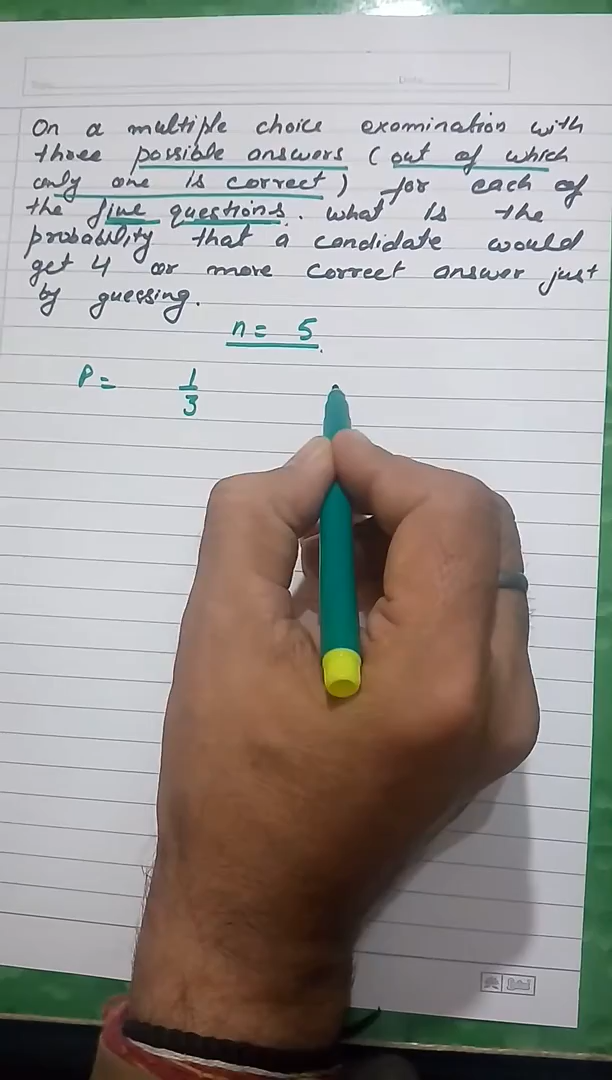 On a multiple choice examination with
three possible answers (out of which
only one is correct) for each of
the five questions. what is the
probability that a candidate would
get 4 or more correct answer just
by guessing.
n = 5
P = 1/3